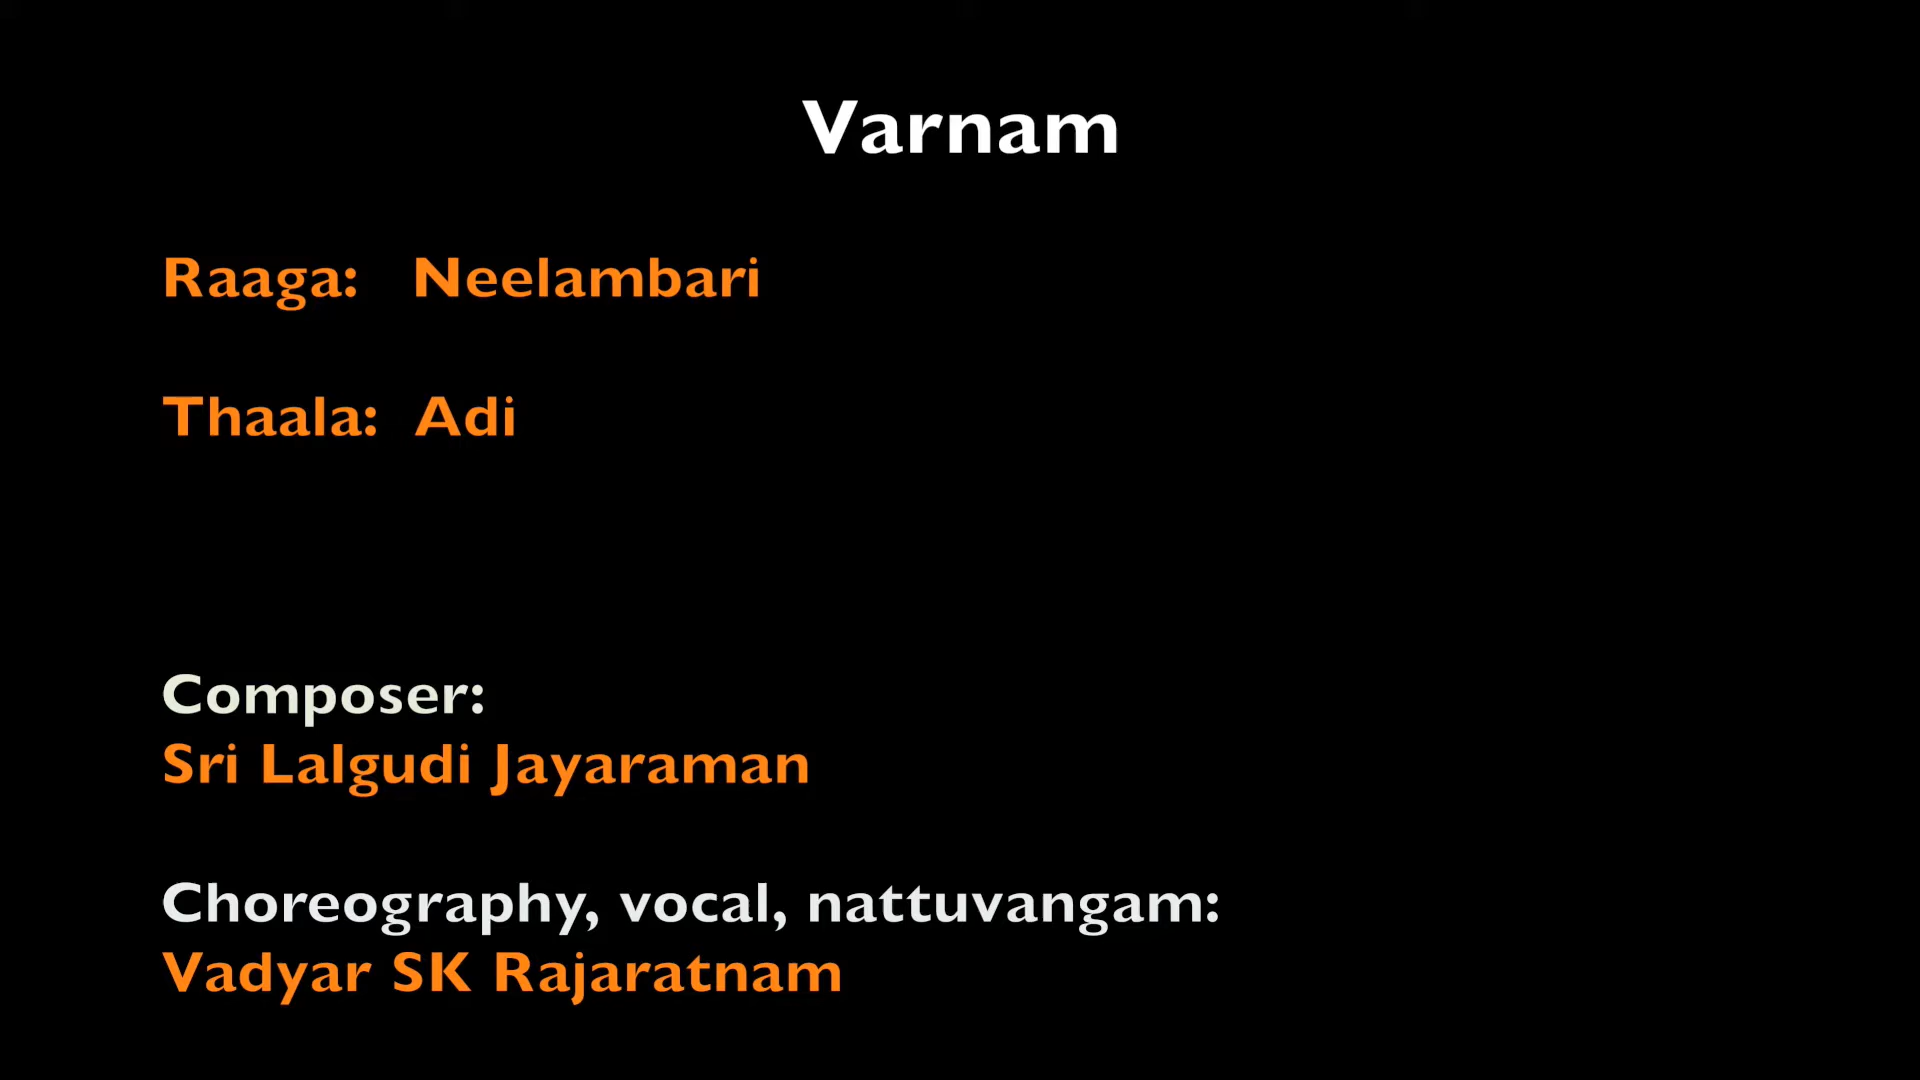 Varnam
Raaga: Neelambari
Thaala: Adi
Composer:
Sri Lalgudi Jayaraman
Choreography, vocal, nattuvangam:
Vadyar SK Rajaratnam